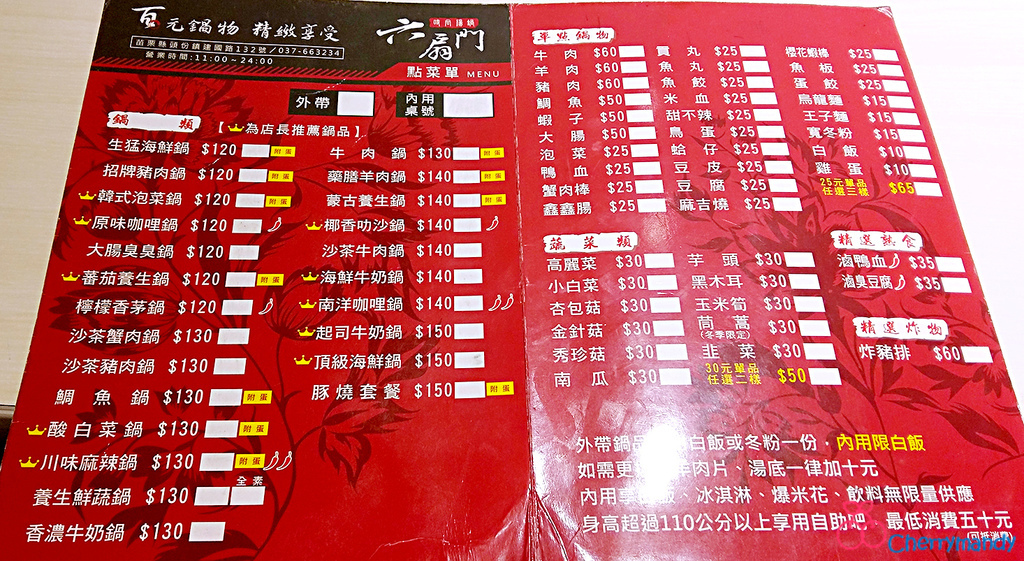 百元鍋物 精緻享受
苗栗縣頭份鎮建國路132號／037-663234
營業時間:11:00~24:00
六扇門
時尚湯鍋
點菜單 MENU
外帶
內用桌號
鍋類
【為店長推薦鍋品】
生猛海鮮鍋 $120 附蛋
招牌豬肉鍋 $120 附蛋
韓式泡菜鍋 $120 附蛋
原味咖哩鍋 $120
大腸臭臭鍋 $120
蕃茄養生鍋 $120 附蛋
檸檬香茅鍋 $120
沙茶蟹肉鍋 $130
沙茶豬肉鍋 $130
鯛魚鍋 $130 附蛋
酸白菜鍋 $130 附蛋
川味麻辣鍋 $130 附蛋
養生鮮蔬鍋 $130 全素
香濃牛奶鍋 $130
牛肉鍋 $130 附蛋
藥膳羊肉鍋 $140 附蛋
蒙古養生鍋 $140 附蛋
椰香叻沙鍋 $140
沙茶牛肉鍋 $140
海鮮牛奶鍋 $140
南洋咖哩鍋 $140
起司牛奶鍋 $150
頂級海鮮鍋 $150
豚燒套餐 $150 附蛋
單點鍋物
牛肉 $60
羊肉 $60
豬肉 $60
鯛魚 $50
蝦子 $50
大腸 $50
泡菜 $25
鴨血 $25
蟹肉棒 $25
鑫鑫腸 $25
貢丸 $25
魚丸 $25
魚餃 $25
米血 $25
甜不辣 $25
鳥蛋 $25
蛤仔 $25
豆皮 $25
豆腐 $25
麻吉燒 $25
櫻花蝦棒 $25
魚板 $25
蛋餃 $25
烏龍麵 $15
王子麵 $15
寬冬粉 $15
白飯 $10
雞蛋 $10
25元單品任選三樣 $65
蔬菜類
高麗菜 $30
小白菜 $30
杏包菇 $30
金針菇 $30
秀珍菇 $30
南瓜 $30
芋頭 $30
黑木耳 $30
玉米筍 $30
茼蒿 $30
(冬季限定)
韭菜 $30
30元單品任選二樣 $50
精選熟食
滷鴨血 $35
滷臭豆腐 $35
精選炸物
炸豬排 $60
外帶鍋品 白飯或冬粉一份，內用限白飯
如需更 羊肉片、湯底一律加十元
內用享 飯、冰淇淋、爆米花、飲料無限量供應
身高超過110公分以上享用自助吧 最低消費五十元
(可抵消費)
Cherrymandy